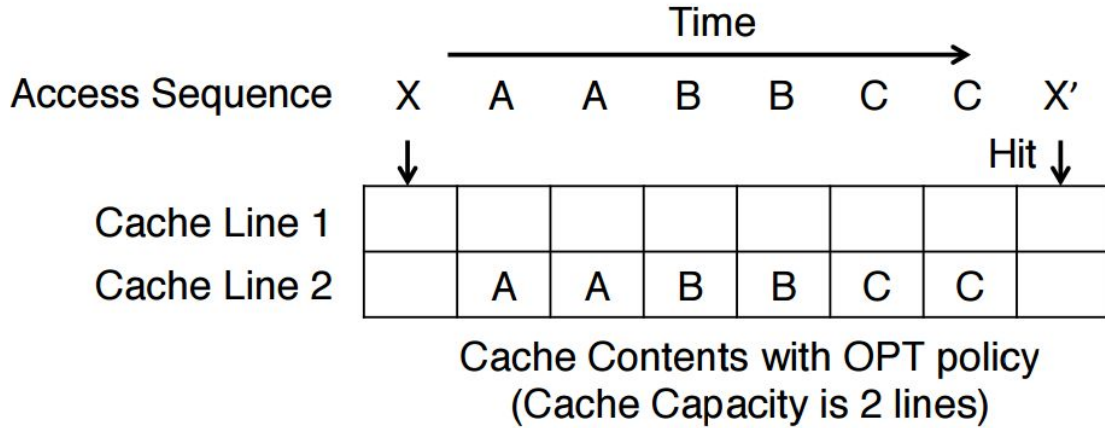 Time
Access Sequence X A A B B C C X’
Hit
Cache Line 1
Cache Line 2 A A B B C C
Cache Contents with OPT policy
(Cache Capacity is 2 lines)